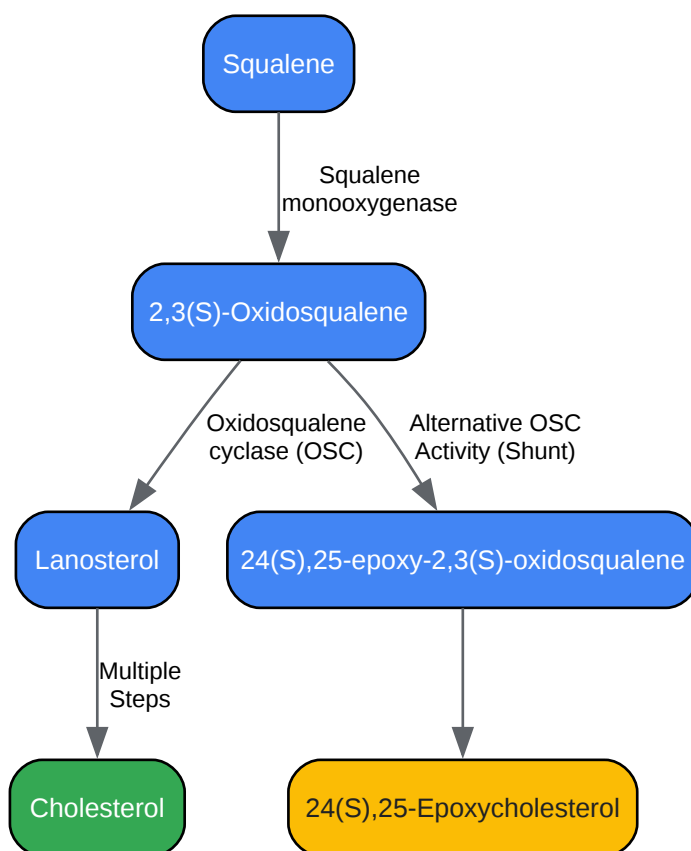 Squalene
Squalene
monooxygenase
2,3(S)-Oxidosqualene
Oxidosqualene
cyclase (OSC)
Alternative OSC
Activity (Shunt)
Lanosterol
24(S),25-epoxy-2,3(S)-oxidosqualene
Multiple
Steps
Cholesterol
24(S),25-Epoxycholesterol